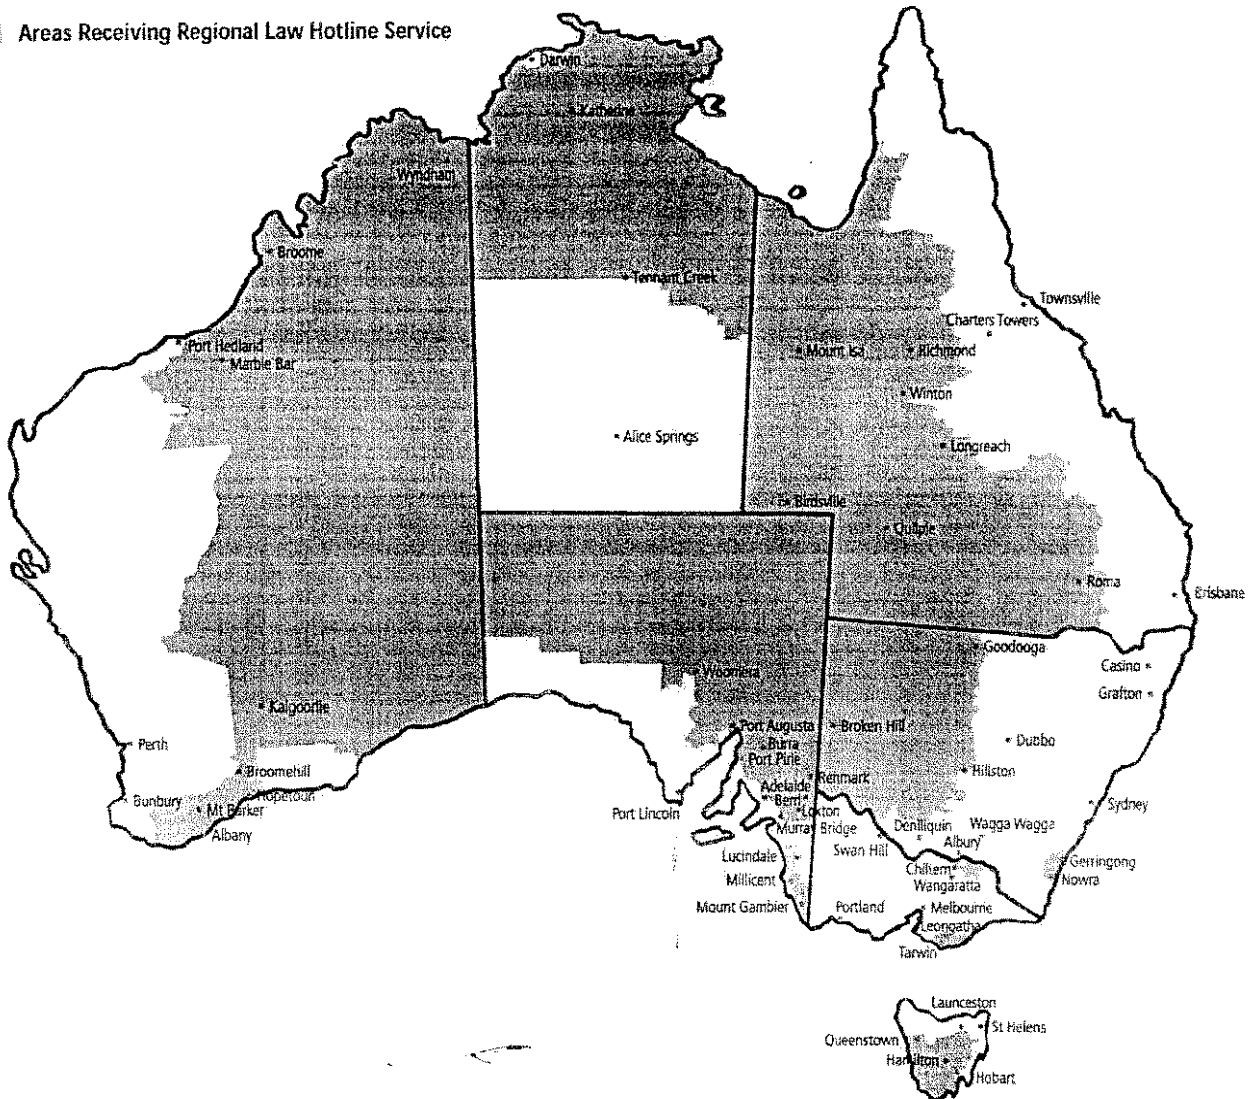 Areas Receiving Regional Law Hotline Service
Darwin
Katherine
Wyndham
Broome
Tennant Creek
Townsville
Charters Towers
Port Hedland
Marble Bar
Mount Isa
Richmond
Winton
Alice Springs
Longreach
Birdsville
Quilpie
Roma
Brisbane
Goodooga
Casino
Woomera
Grafton
Kalgoorlie
Port Augusta
Broken Hill
Perth
Burra
Dubbo
Port Pirie
Broomehill
Renmark
Hillston
Adelaide
Hopetoun
Berri
Bunbury
Sydney
Mt Barker
Port Lincoln
Loxton
Murray Bridge
Deniliquin
Wagga Wagga
Albany
Swan Hill
Albury
Lucindale
Gerringong
Chiltern
Millicent
Wangaratta
Nowra
Mount Gambier
Portland
Melbourne
Leongatha
Tarwin
Launceston
St Helens
Queenstown
Hamilton
Hobart